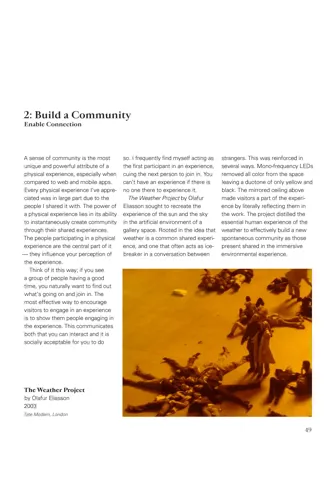 2: Build a Community
Enable Connection
A sense of community is the most
unique and powerful attribute of a
physical experience, especially when
compared to web and mobile apps.
Every physical experience I've appre-
ciated was in large part due to the
people I shared it with. The power of
a physical experience lies in its ability
to instantaneously create community
through their shared experiences.
The people participating in a physical
experience are the central part of it
— they influence your perception of
the experience.
Think of it this way; if you see
a group of people having a good
time, you naturally want to find out
what's going on and join in. The
most effective way to encourage
visitors to engage in an experience
is to show them people engaging in
the experience. This communicates
both that you can interact and it is
socially acceptable for you to do
so. I frequently find myself acting as
the first participant in an experience,
cuing the next person to join in. You
can't have an experience if there is
no one there to experience it.
The Weather Project by Olafur
Eliasson sought to recreate the
experience of the sun and the sky
in the artificial environment of a
gallery space. Rooted in the idea that
weather is a common shared experi-
ence; and one that often acts as ice-
breaker in a conversation between
strangers. This was reinforced in
several ways. Mono-frequency LEDs
removed all color from the space
leaving a duotone of only yellow and
black. The mirrored ceiling above
made visitors a part of the experi-
ence by literally reflecting them in
the work. The project distilled the
essential human experience of the
weather to effectively build a new
spontaneous community as those
present shared in the immersive
environmental experience.
The Weather Project
by Olafur Eliasson
2003
Tate Modern, London
49